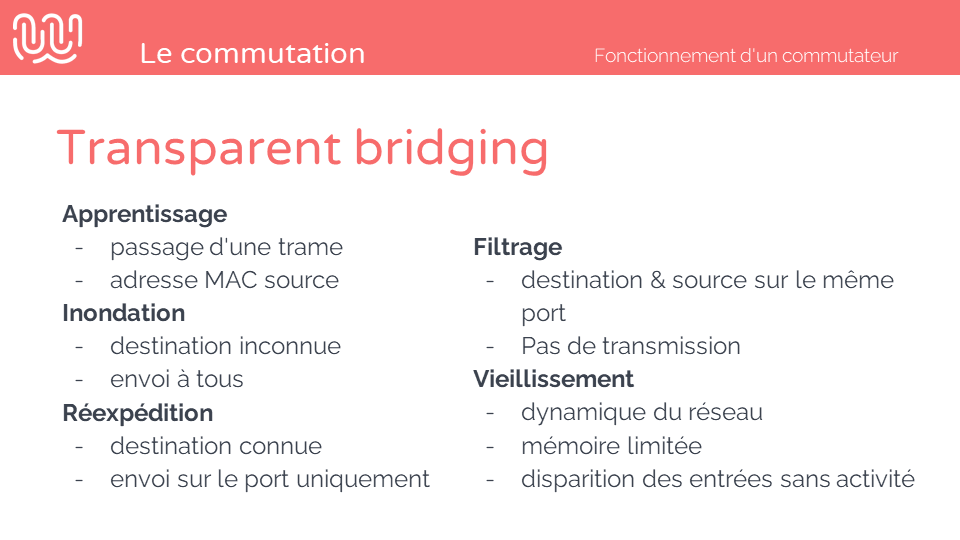 Le commutation
Fonctionnement d'un commutateur
Transparent bridging
Apprentissage
- passage d'une trame
- adresse MAC source
Inondation
- destination inconnue
- envoi à tous
Réexpédition
- destination connue
- envoi sur le port uniquement
Filtrage
- destination & source sur le même
port
- Pas de transmission
Vieillissement
- dynamique du réseau
- mémoire limitée
- disparition des entrées sans activité